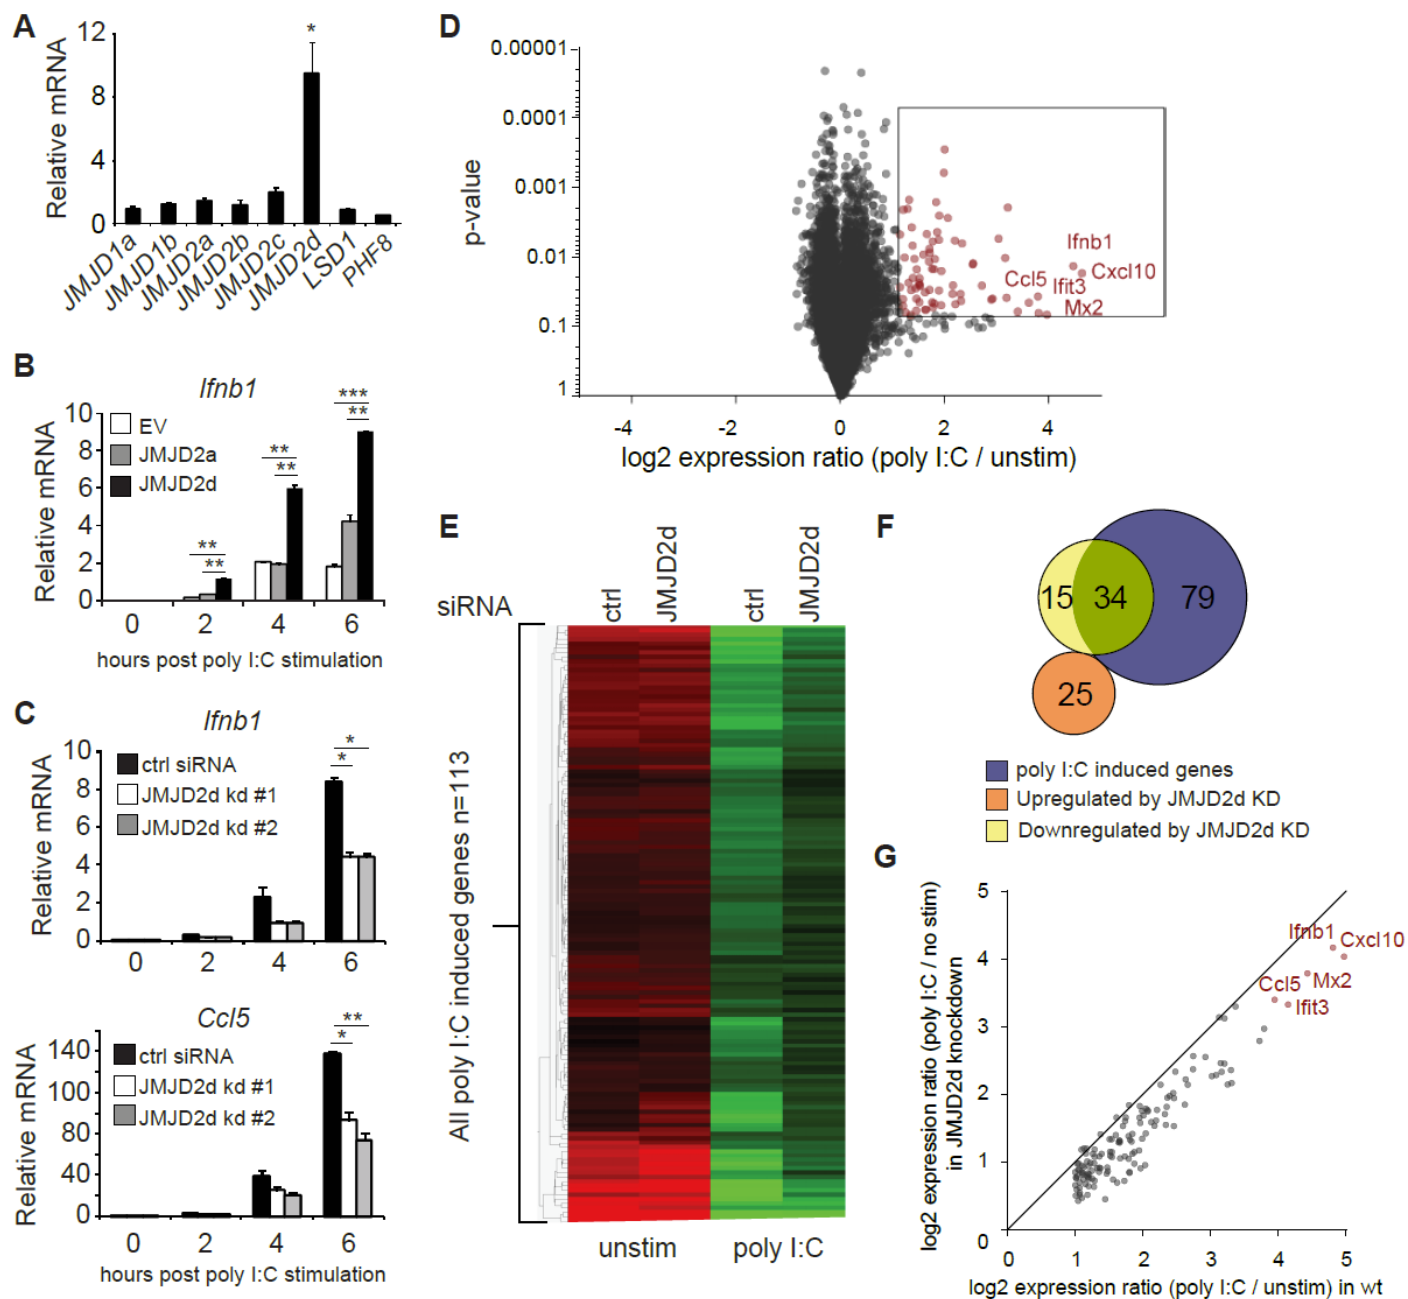 A
Relative mRNA
12
8
4
0
*
JMJD1a
JMJD1b
JMJD2a
JMJD2b
JMJD2c
JMJD2d
LSD1
PHF8
B
Ifnb1
Relative mRNA
10
8
6
4
2
0
EV
JMJD2a
JMJD2d
**
**
**
**
***
**
0 2 4 6
hours post poly I:C stimulation
C
Ifnb1
Relative mRNA
10
8
6
4
2
0
ctrl siRNA
JMJD2d kd #1
JMJD2d kd #2
*
*
0 2 4 6
Ccl5
Relative mRNA
140
100
80
40
0
ctrl siRNA
JMJD2d kd #1
JMJD2d kd #2
**
*
0 2 4 6
hours post poly I:C stimulation
D
p-value
0.00001
0.0001
0.001
0.01
0.1
1
Ifnb1
Cxcl10
Ccl5
Ifit3
Mx2
-4 -2 0 2 4
log2 expression ratio (poly I:C / unstim)
E
siRNA
ctrl
JMJD2d
ctrl
JMJD2d
All poly I:C induced genes n=113
unstim poly I:C
F
15 34 79
25
poly I:C induced genes
Upregulated by JMJD2d KD
Downregulated by JMJD2d KD
G
log2 expression ratio (poly I:C / no stim)
in JMJD2d knockdown
5
4
3
2
1
0
Ifnb1
Cxcl10
Ccl5
Mx2
Ifit3
0 1 2 3 4 5
log2 expression ratio (poly I:C / unstim) in wt